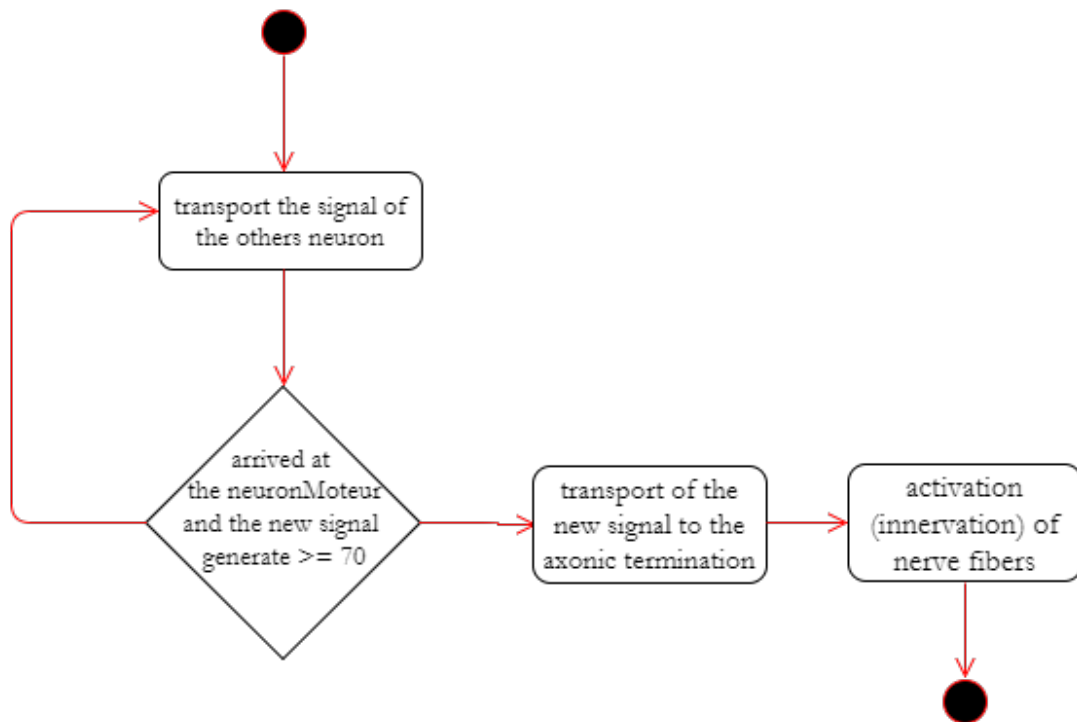 transport the signal of
the others neuron
arrived at
the neuronMoteur
and the new signal
generate >= 70
transport of the
new signal to the
axonic termination
activation
(innervation) of
nerve fibers